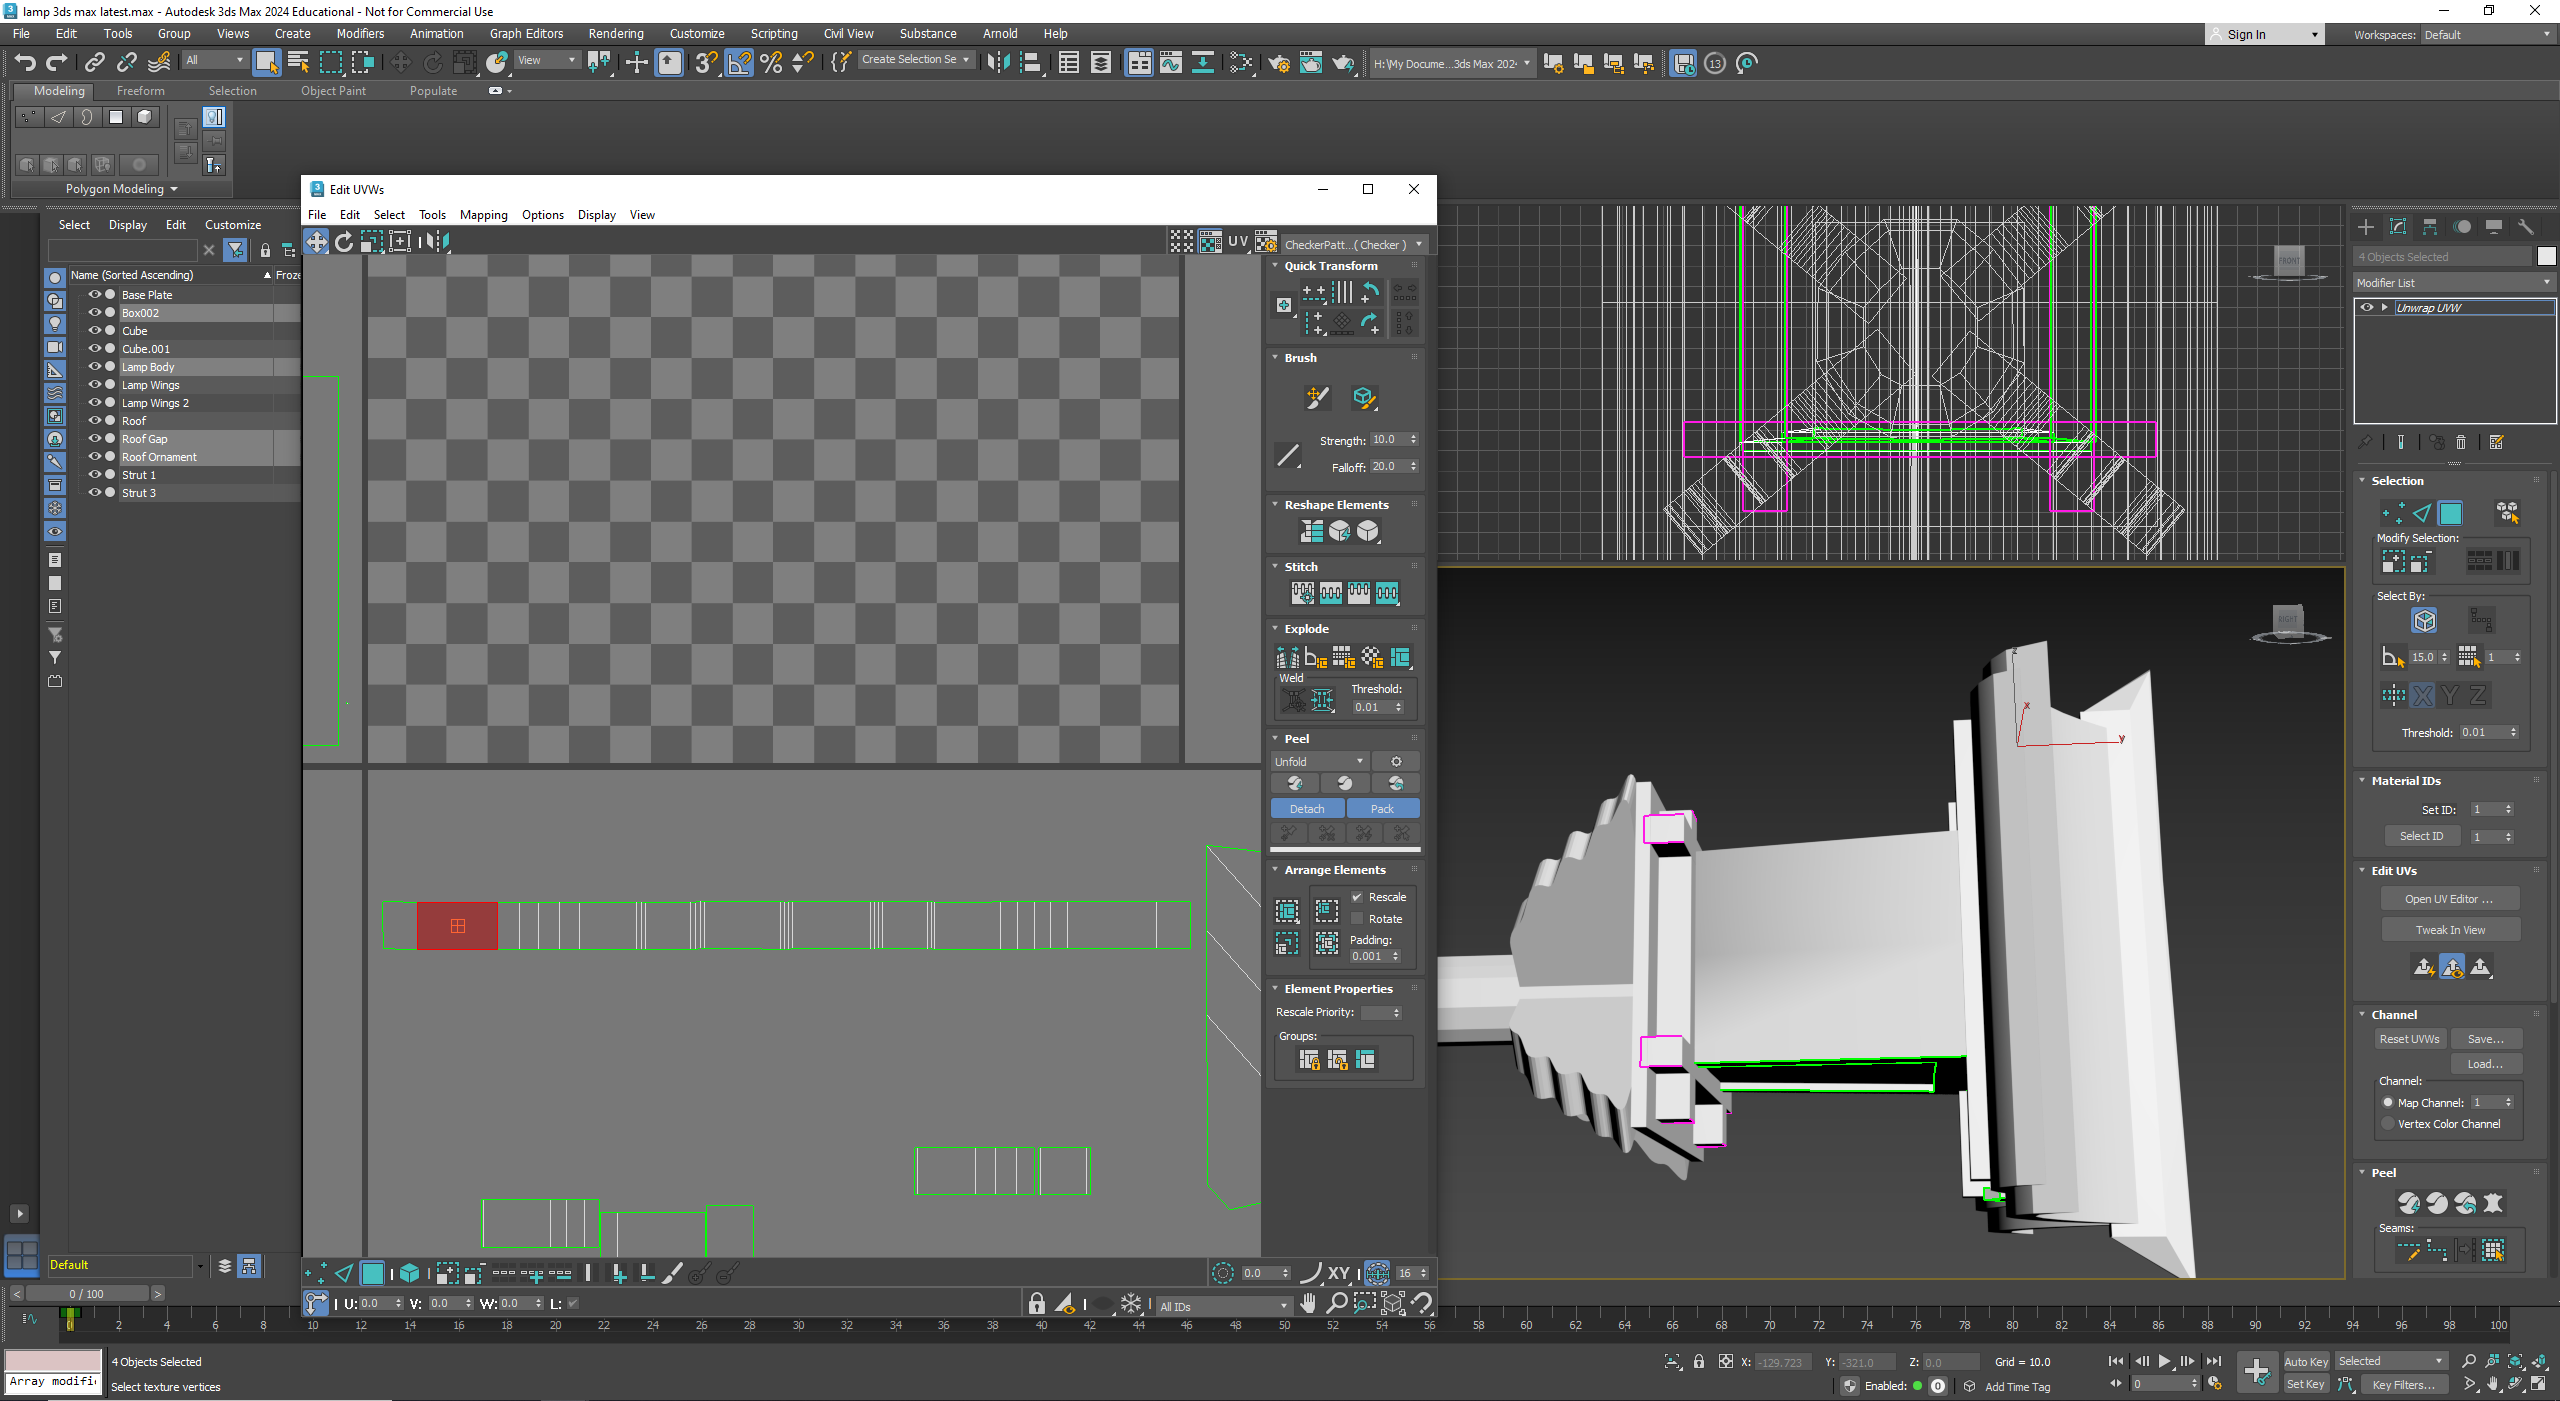 lamp 3ds max latest.max - Autodesk 3ds Max 2024 Educational - Not for Commercial Use
File Edit Tools Group Views Create Modifiers Animation Graph Editors Rendering Customize Scripting Civil View Substance Arnold Help
Sign In Workspaces: Default
All View Create Selection Se H:\My Docume...3ds Max 202 13
Modeling Freeform Selection Object Paint Populate
Polygon Modeling
Edit UVWs
File Edit Select Tools Mapping Options Display View
Select Display Edit Customize
UV CheckerPatt...( Checker )
Name (Sorted Ascending) Froze
Base Plate
Box002
Cube
Cube.001
Lamp Body
Lamp Wings
Lamp Wings 2
Roof
Roof Gap
Roof Ornament
Strut 1
Strut 3
Default
Quick Transform
Brush
Strength: 10.0
Falloff: 20.0
Reshape Elements
Stitch
Explode
Weld
Threshold:
0.01
Peel
Unfold
Detach Pack
Arrange Elements
Rescale
Rotate
Padding:
0.001
Element Properties
Rescale Priority:
Groups:
0.0 XY 16
U: 0.0 V: 0.0 W: 0.0 L: All IDs
FRONT
RIGHT
z
x
y
4 Objects Selected
Modifier List
Unwrap UVW
Selection
Modify Selection:
Select By:
15.0 1
X Y Z
Threshold: 0.01
Material IDs
Set ID: 1
Select ID 1
Edit UVs
Open UV Editor ...
Tweak In View
Channel
Reset UVWs Save...
Load...
Channel:
Map Channel: 1
Vertex Color Channel
Peel
Seams:
0 / 100
0 2 4 6 8 10 12 14 16 18 20 22 24 26 28 30 32 34 36 38 40 42 44 46 48 50 52 54 56 58 60 62 64 66 68 70 72 74 76 78 80 82 84 86 88 90 92 94 96 98 100
4 Objects Selected X: -129.723 Y: -321.0 Z: 0.0 Grid = 10.0 Auto Key Selected
Array modifi Select texture vertices Enabled: 0 Add Time Tag 0 Set Key Key Filters...